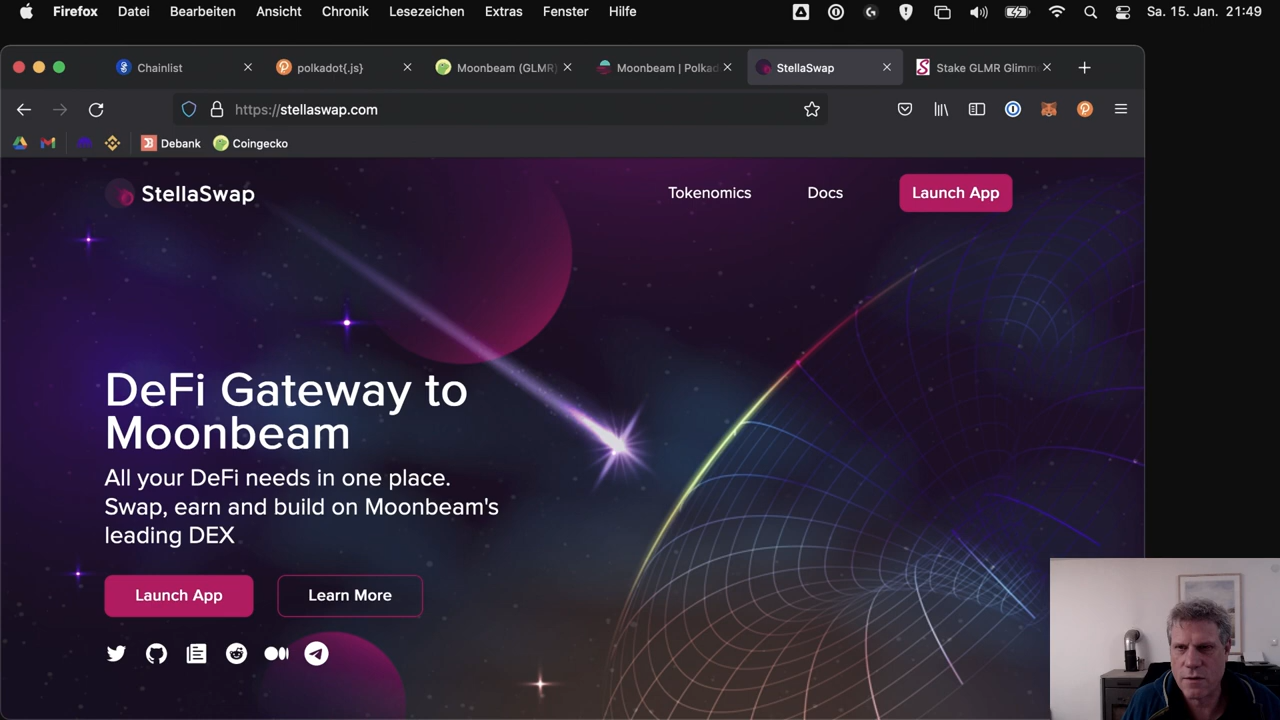 Firefox Datei Bearbeiten Ansicht Chronik Lesezeichen Extras Fenster Hilfe Sa. 15. Jan. 21:49
Chainlist polkadot{.js} Moonbeam (GLMR) Moonbeam | Polkad StellaSwap Stake GLMR Glimme
https://stellaswap.com
Debank Coingecko
StellaSwap Tokenomics Docs Launch App
DeFi Gateway to
Moonbeam
All your DeFi needs in one place.
Swap, earn and build on Moonbeam's
leading DEX
Launch App Learn More